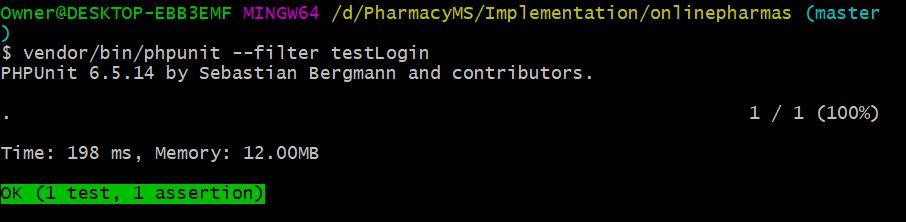 Owner@DESKTOP-EBB3EMF MINGW64 /d/PharmacyMS/Implementation/onlinepharmas (master
)
$ vendor/bin/phpunit --filter testLogin
PHPUnit 6.5.14 by Sebastian Bergmann and contributors.
. 1 / 1 (100%)
Time: 198 ms, Memory: 12.00MB
OK (1 test, 1 assertion)